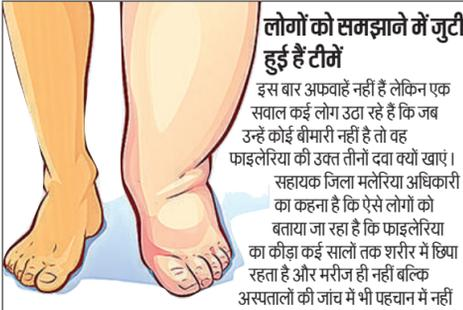 लोगों को समझाने में जुटी
हुई हैं टीमें
इस बार अफवाहें नहीं हैं लेकिन एक
सवाल कई लोग उठा रहे हैं कि जब
उन्हें कोई बीमारी नहीं है तो वह
फाइलेरिया की उक्त तीनों दवा क्यों खाएं।
सहायक जिला मलेरिया अधिकारी
का कहना है कि ऐसे लोगों को
बताया जा रहा है कि फाइलेरिया
का कीड़ा कई सालों तक शरीर में छिपा
रहता है और मरीज ही नहीं बल्कि
अस्पतालों की जांच में भी पहचान में नहीं